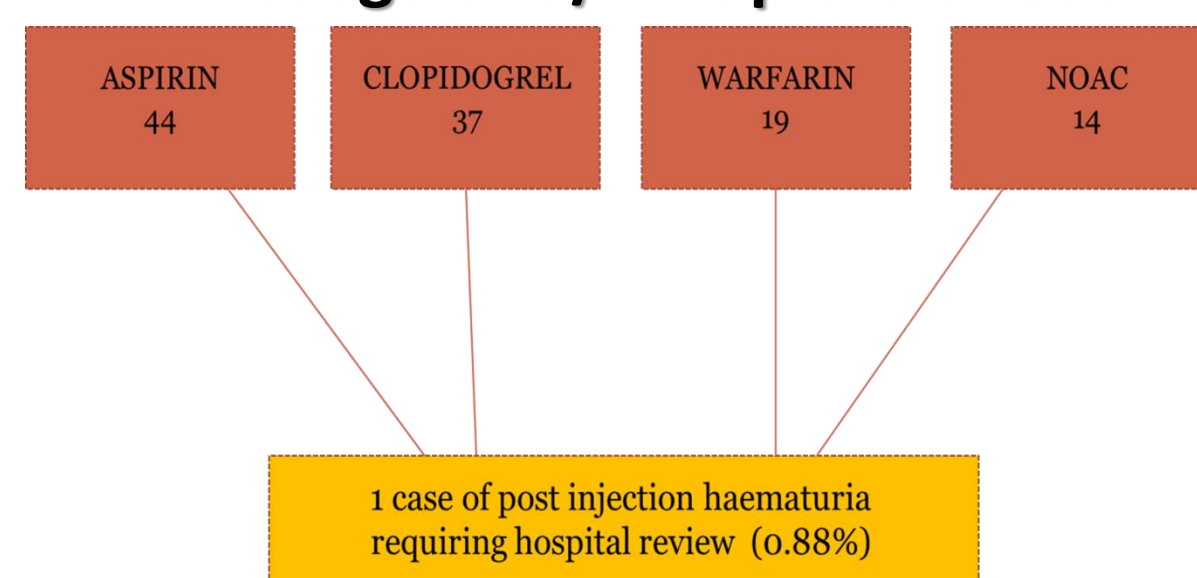 ASPIRIN
44
CLOPIDOGREL
37
WARFARIN
19
NOAC
14
1 case of post injection haematuria
requiring hospital review (0.88%)